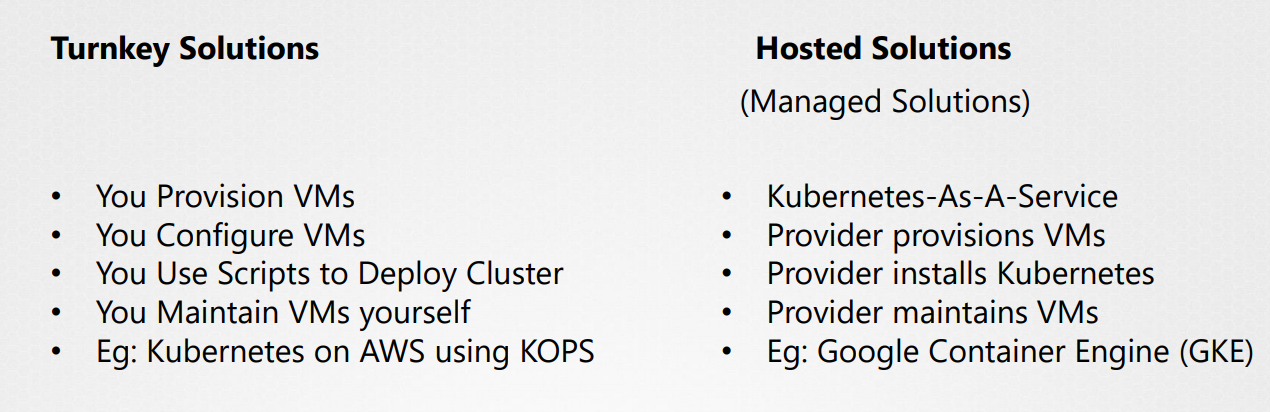 Turnkey Solutions
• You Provision VMs
• You Configure VMs
• You Use Scripts to Deploy Cluster
• You Maintain VMs yourself
• Eg: Kubernetes on AWS using KOPS
Hosted Solutions
(Managed Solutions)
• Kubernetes-As-A-Service
• Provider provisions VMs
• Provider installs Kubernetes
• Provider maintains VMs
• Eg: Google Container Engine (GKE)